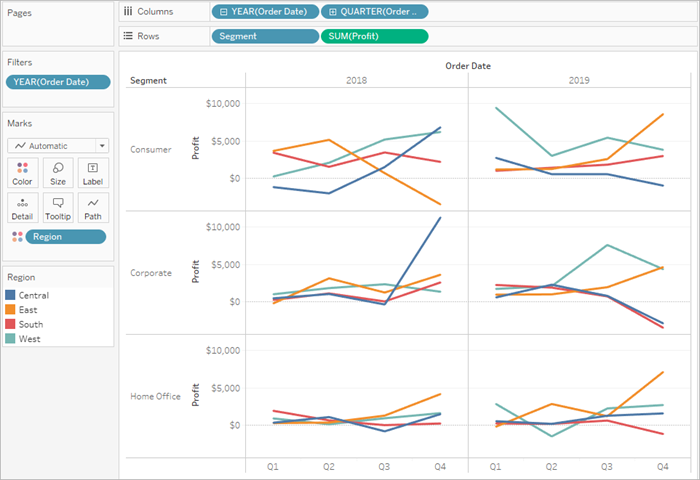 Pages
Columns
YEAR(Order Date)
QUARTER(Order ..
Rows
Segment
SUM(Profit)
Filters
YEAR(Order Date)
Marks
Automatic
Color
Size
Label
Detail
Tooltip
Path
Region
Region
Central
East
South
West
Order Date
Segment
2018
2019
Consumer
Profit
$10,000
$5,000
$0
Corporate
Profit
$10,000
$5,000
$0
Home Office
Profit
$10,000
$5,000
$0
Q1 Q2 Q3 Q4 Q1 Q2 Q3 Q4